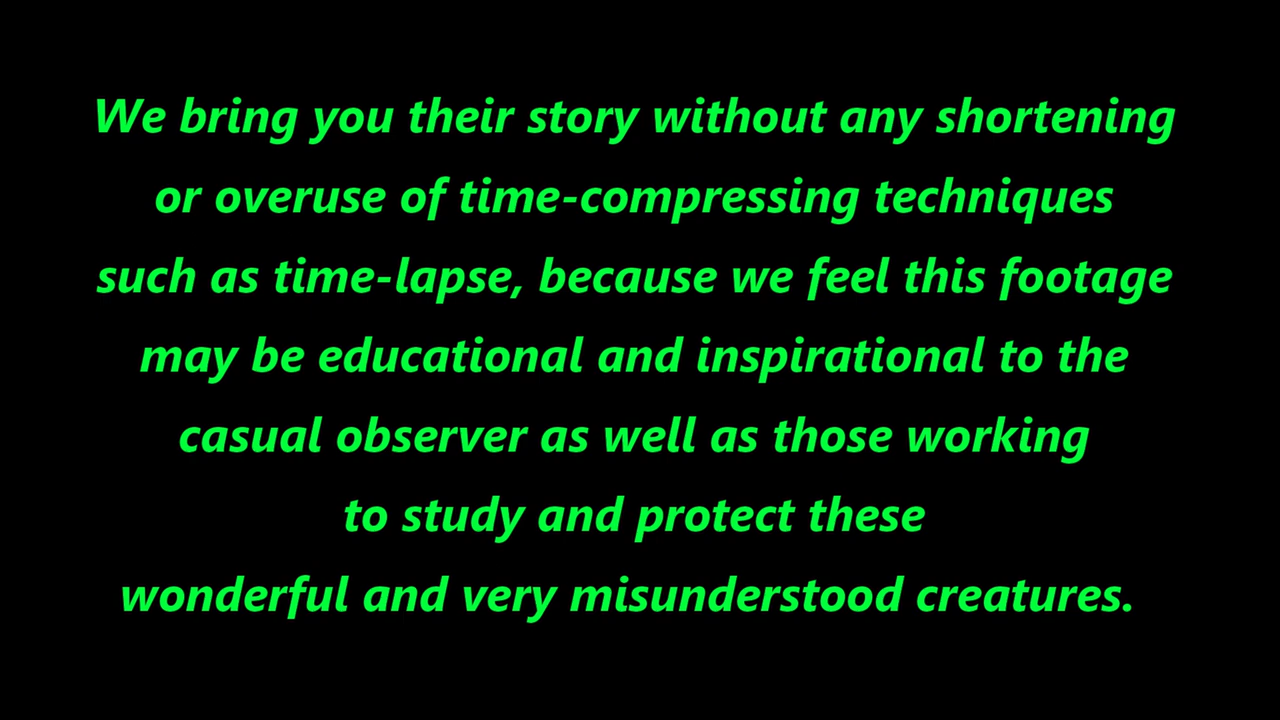 We bring you their story without any shortening
or overuse of time-compressing techniques
such as time-lapse, because we feel this footage
may be educational and inspirational to the
casual observer as well as those working
to study and protect these
wonderful and very misunderstood creatures.